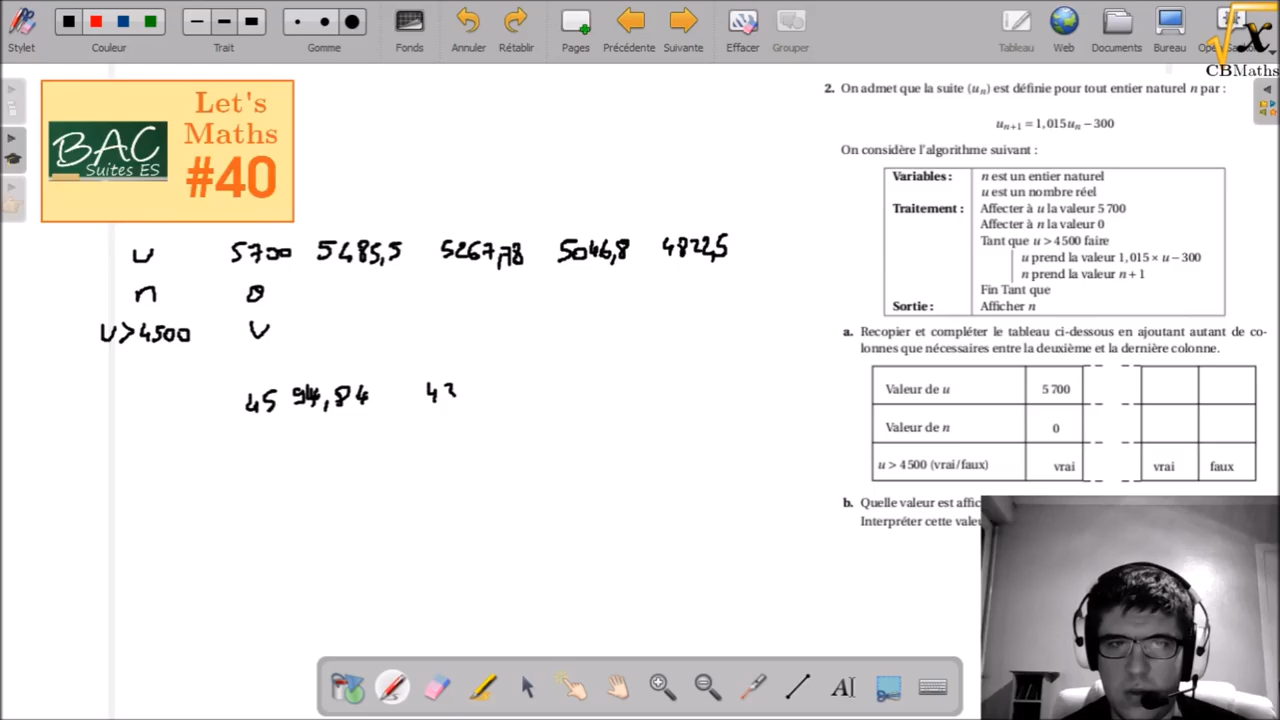 Stylet Couleur Trait Gomme Fonds Annuler Rétablir Pages Précédente Suivante Effacer Grouper Tableau Web Documents Bureau
CBMaths
BAC
Suites ES
Let's
Maths
#40
u 5700 5485,5 5267,78 5046,8 4822,5
n 0
u>4500 V
4594,84 43
2. On admet que la suite (uₙ) est définie pour tout entier naturel n par :
uₙ₊₁ = 1,015uₙ − 300
On considère l'algorithme suivant :
Variables : n est un entier naturel
u est un nombre réel
Traitement : Affecter à u la valeur 5 700
Affecter à n la valeur 0
Tant que u > 4 500 faire
u prend la valeur 1,015 × u − 300
n prend la valeur n + 1
Fin Tant que
Sortie : Afficher n
a. Recopier et compléter le tableau ci-dessous en ajoutant autant de co-
lonnes que nécessaires entre la deuxième et la dernière colonne.
Valeur de u 5 700
Valeur de n 0
u > 4 500 (vrai/faux) vrai vrai faux
b. Quelle valeur est
Interpréter cette